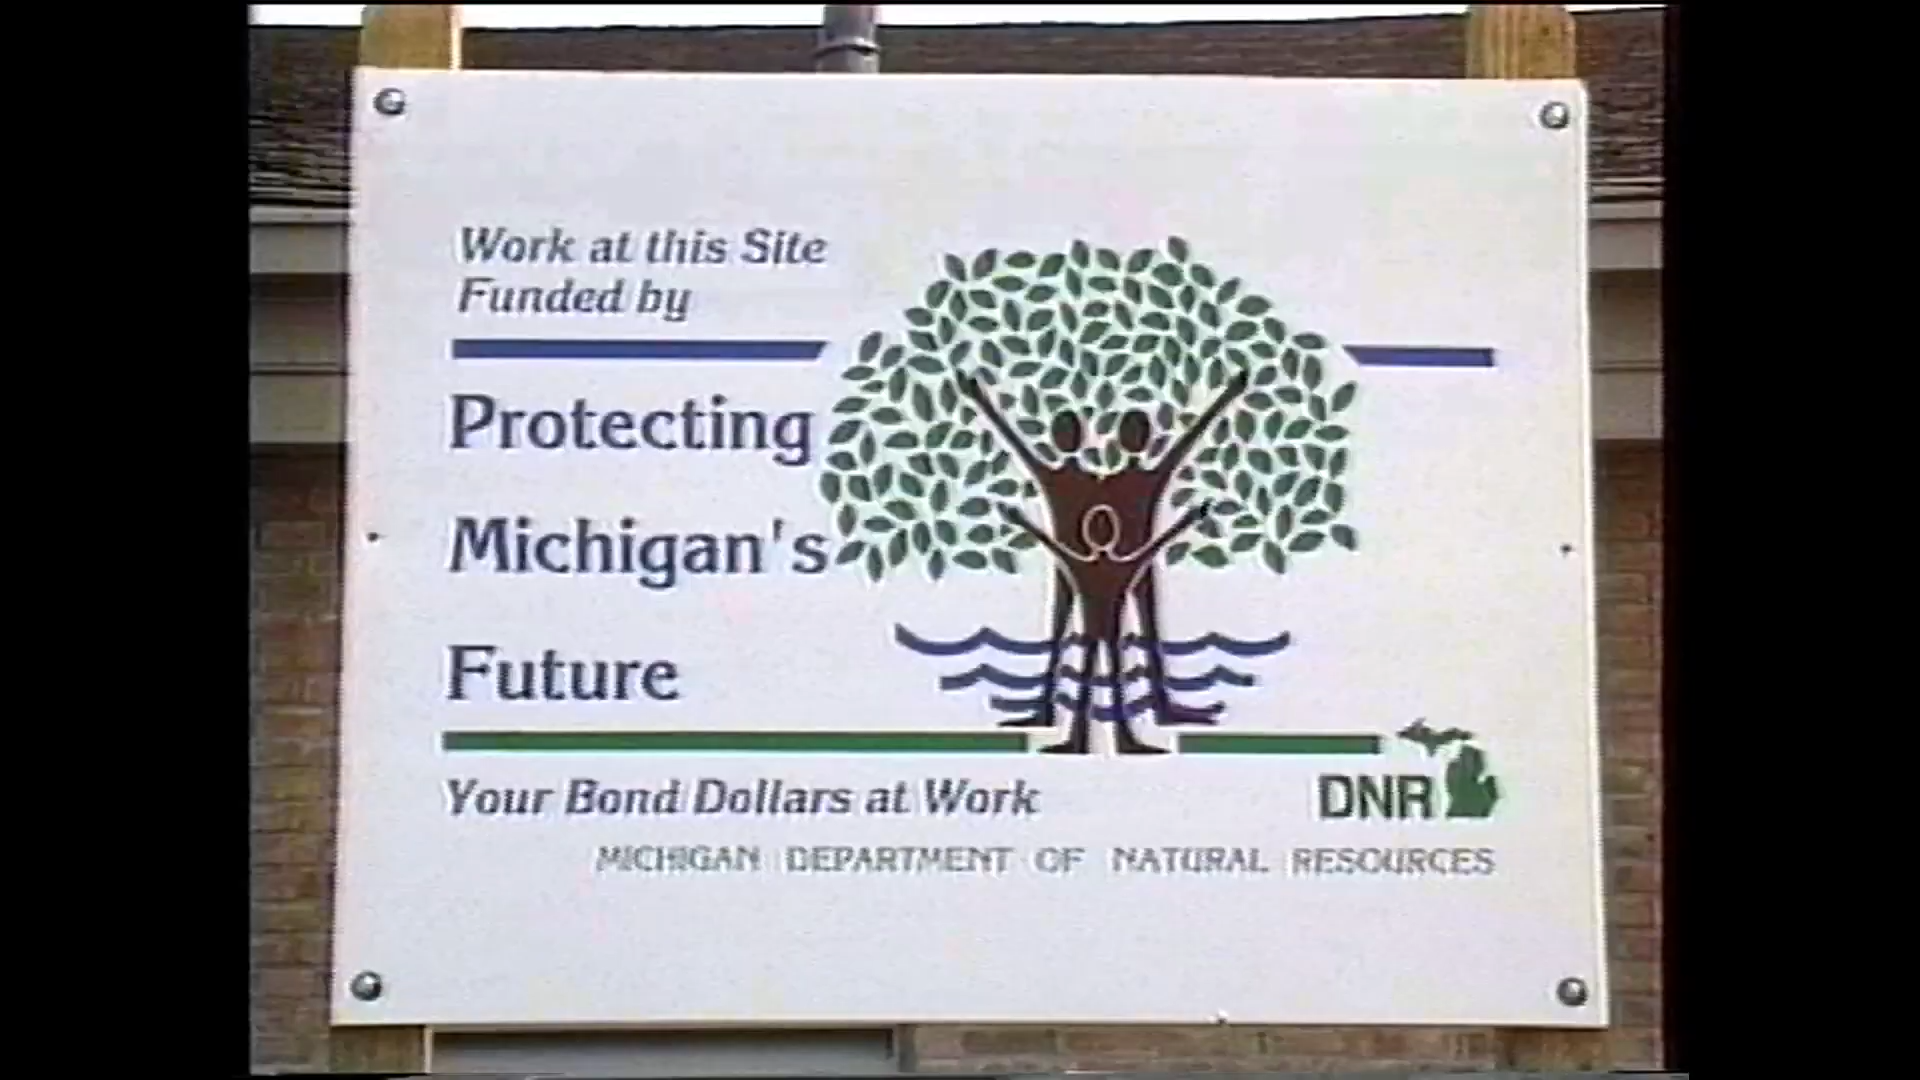 Work at this Site
Funded by
Protecting
Michigan's
Future
Your Bond Dollars at Work
DNR
MICHIGAN DEPARTMENT OF NATURAL RESOURCES